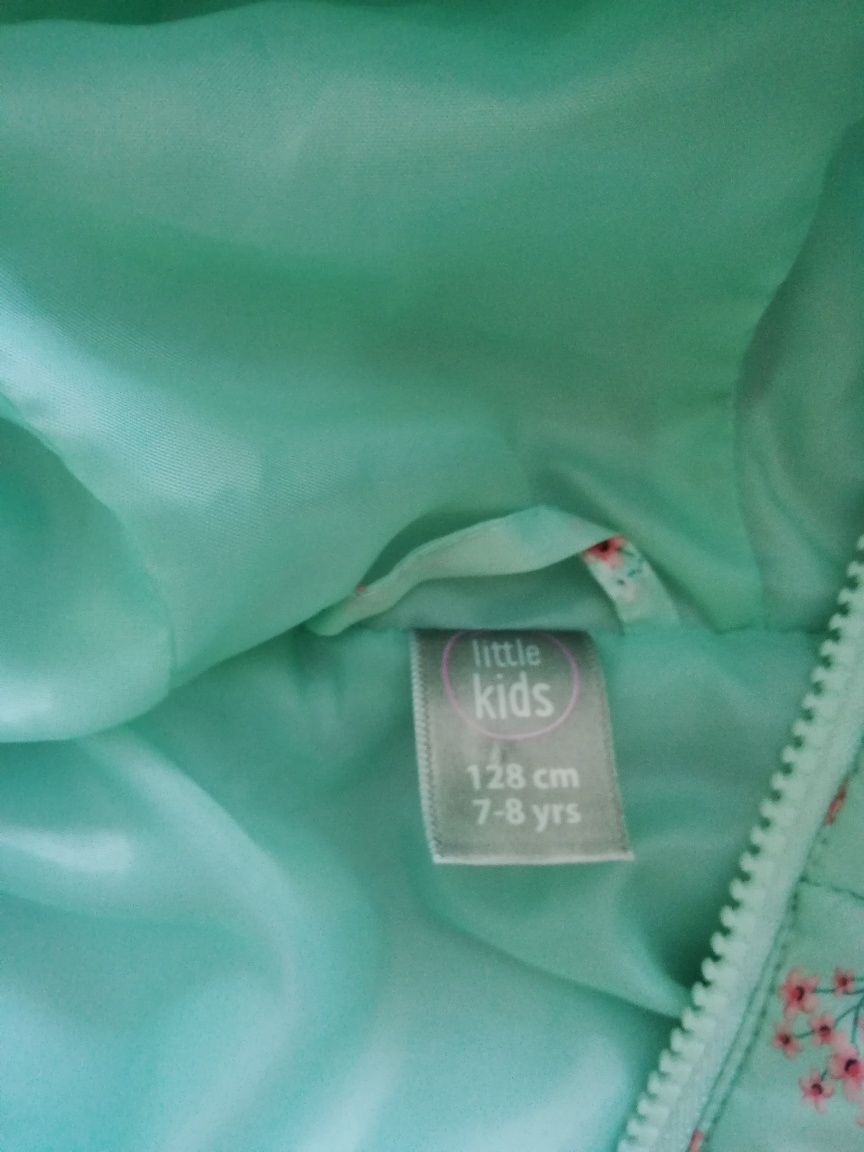 little
kids
128 cm
7-8 yrs